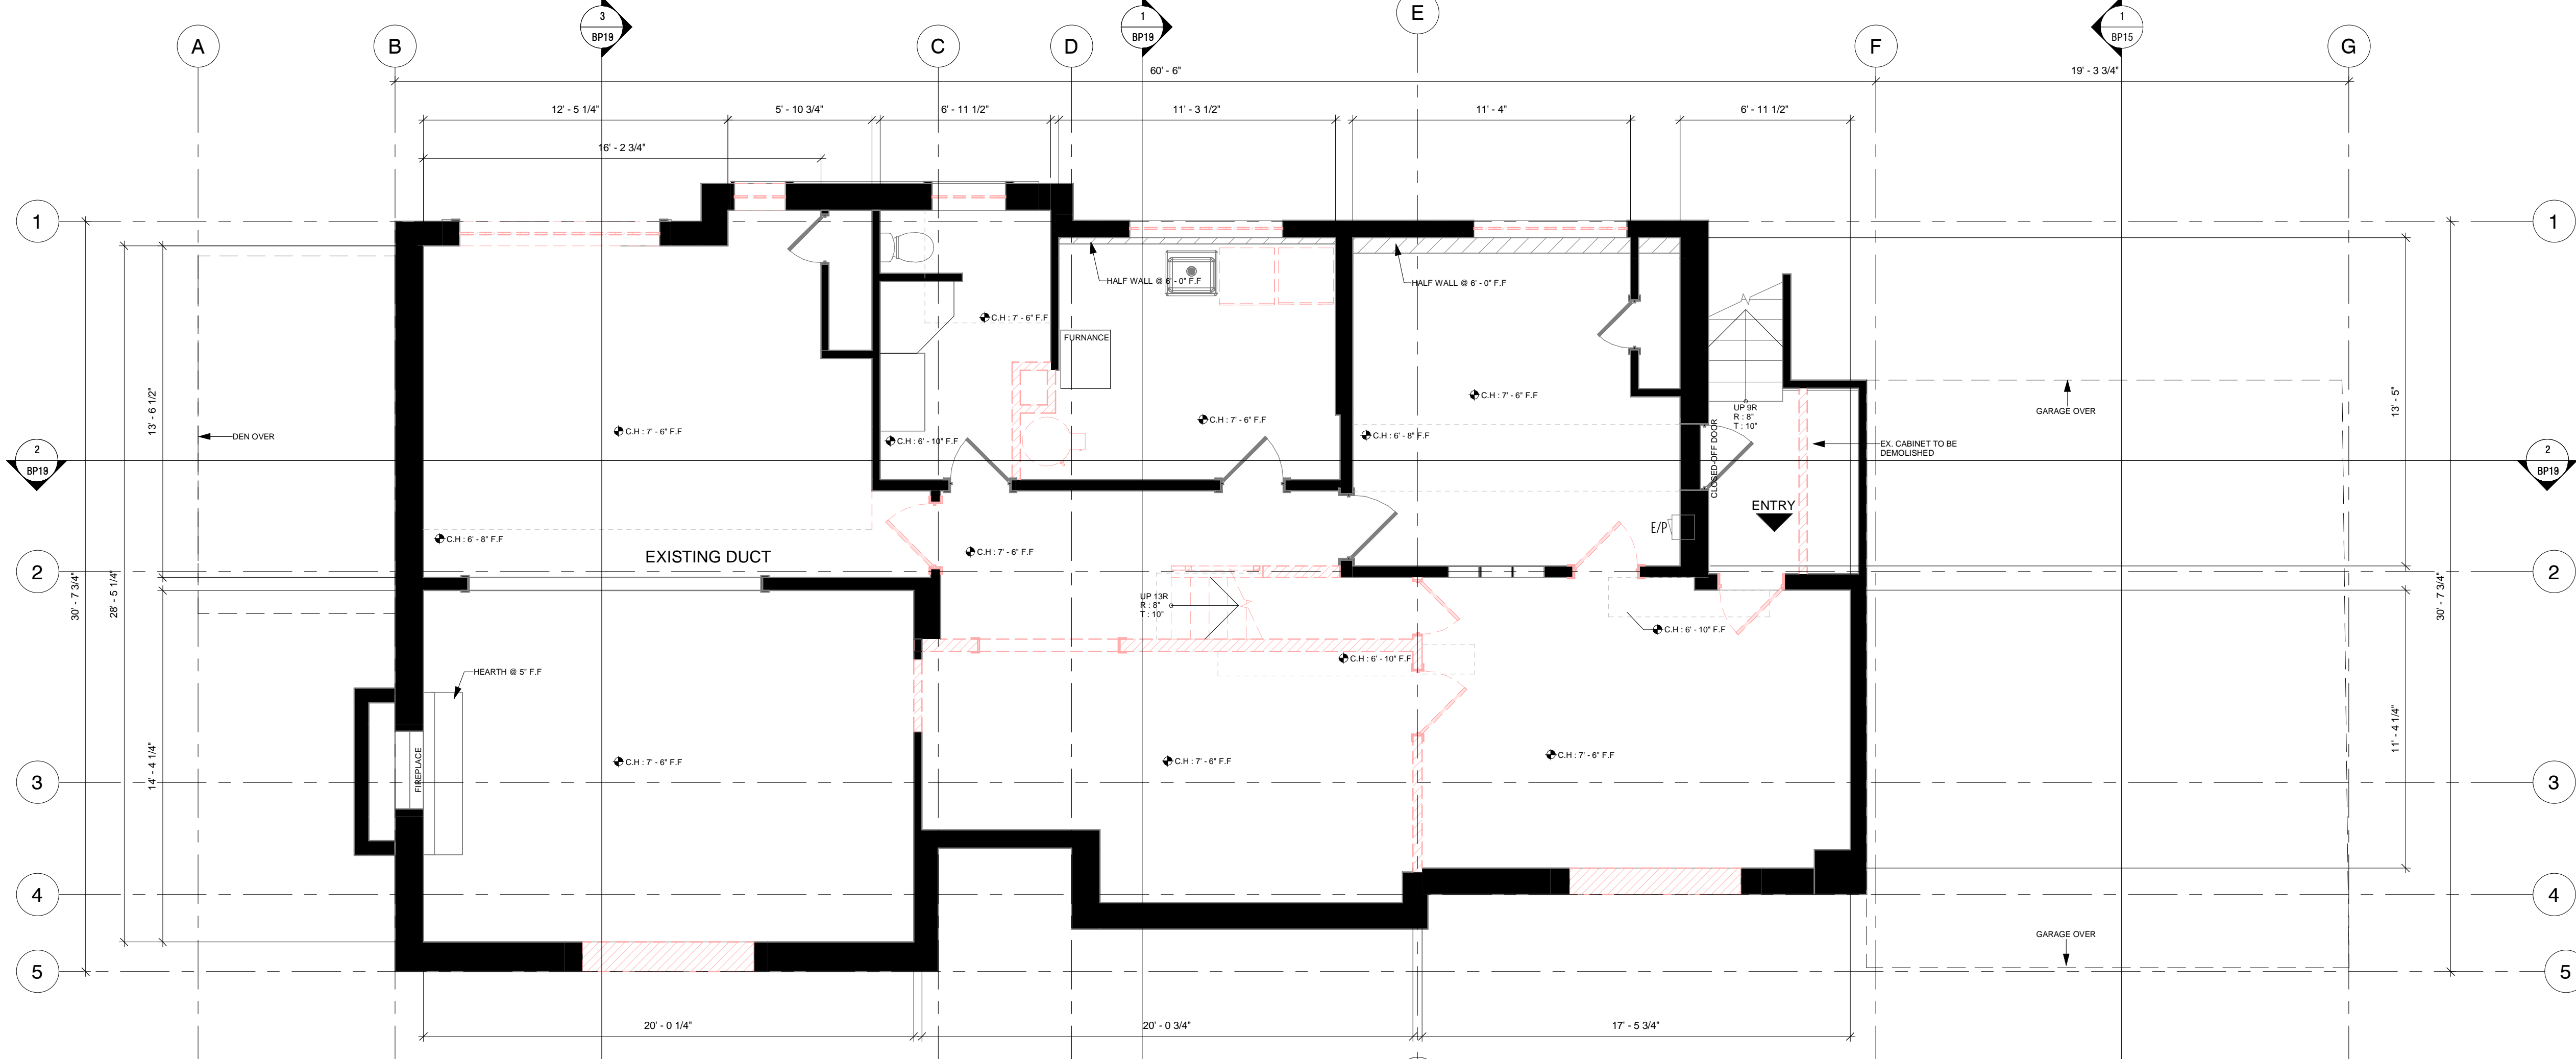 E
3
BP19
1
BP19
1
BP15
A
B
C
D
F
G
60' - 6"
19' - 3 3/4"
12' - 5 1/4"
5' - 10 3/4"
6' - 11 1/2"
11' - 3 1/2"
11' - 4"
6' - 11 1/2"
16' - 2 3/4"
1
1
HALF WALL @ 6' - 0" F.F
HALF WALL @ 6' - 0" F.F
C.H : 7' - 6" F.F
FURNANCE
C.H : 7' - 6" F.F
13' - 6 1/2"
13' - 5"
UP 9R
R : 8"
T : 10"
GARAGE OVER
C.H : 7' - 6" F.F
C.H : 7' - 6" F.F
DEN OVER
C.H : 6' - 10" F.F
C.H : 6' - 8" F.F
EX. CABINET TO BE
DEMOLISHED
2
BP19
2
BP19
CLOSED-OFF DOOR
ENTRY
E/P
C.H : 6' - 8" F.F
EXISTING DUCT
C.H : 7' - 6" F.F
2
2
30' - 7 3/4"
28' - 5 1/4"
30' - 7 3/4"
UP 13R
R : 8"
T : 10"
C.H : 6' - 10" F.F
C.H : 6' - 10" F.F
HEARTH @ 5" F.F
14' - 4 1/4"
11' - 4 1/4"
FIREPLACE
C.H : 7' - 6" F.F
C.H : 7' - 6" F.F
C.H : 7' - 6" F.F
3
3
4
4
GARAGE OVER
5
5
20' - 0 1/4"
20' - 0 3/4"
17' - 5 3/4"